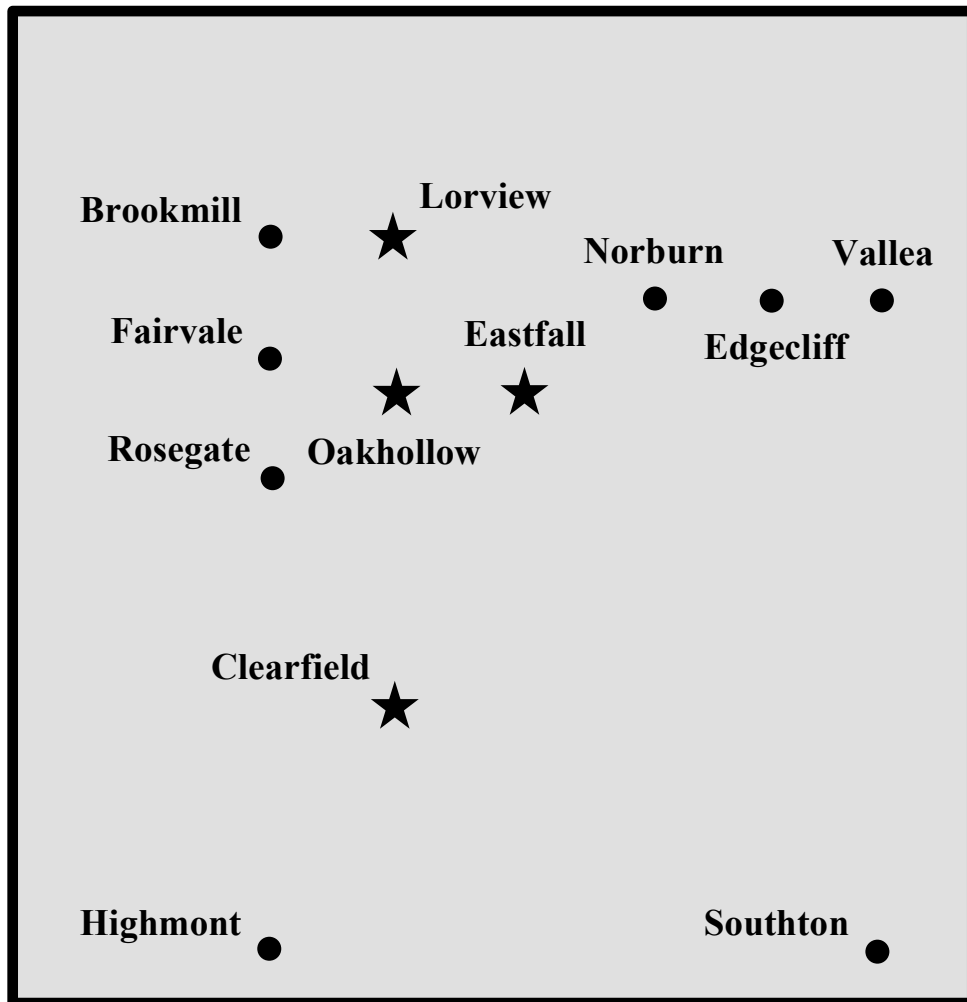 Lorview
Brookmill
Norburn
Vallea
Fairvale
Eastfall
Edgecliff
Rosegate
Oakhollow
Clearfield
Highmont
Southton